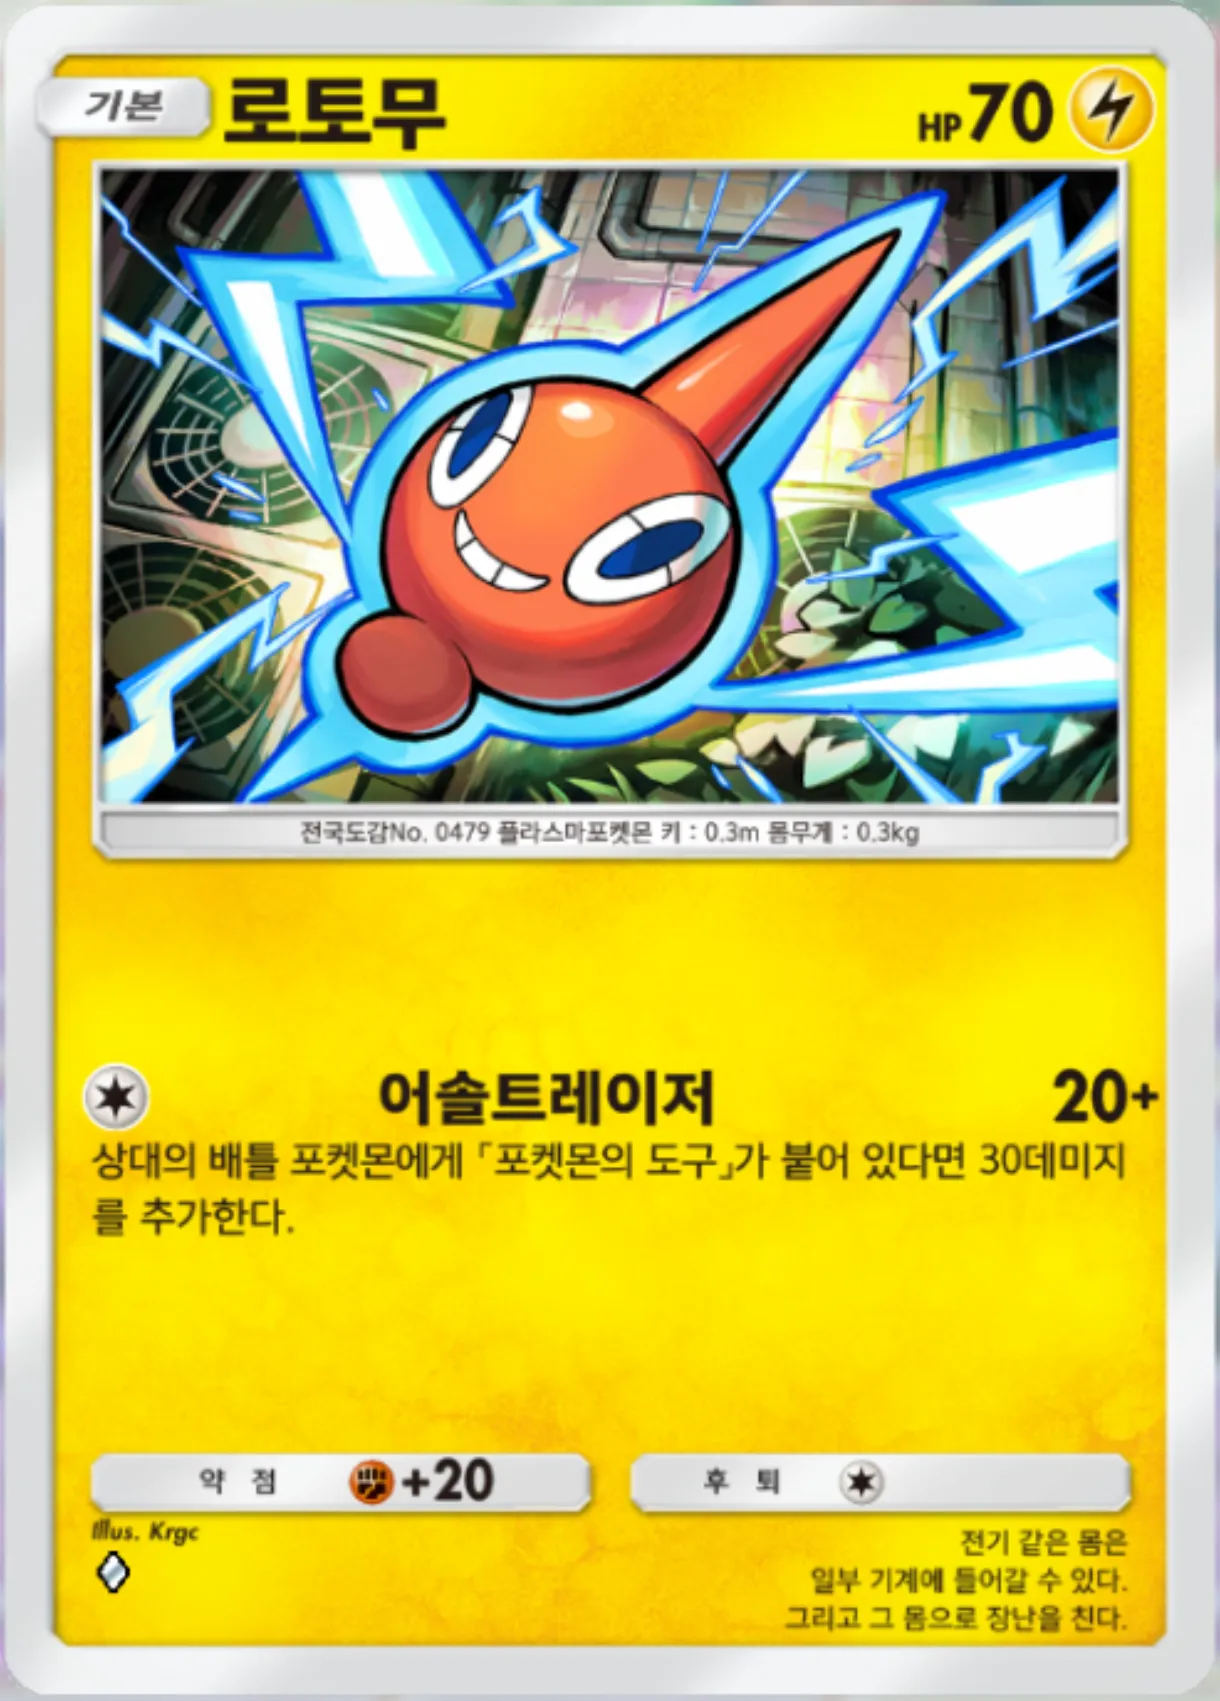 기본
로토무
HP 70
전국도감No. 0479 플라스마포켓몬 키 : 0.3m 몸무게 : 0.3kg
어솔트레이저 20+
상대의 배틀 포켓몬에게 「포켓몬의 도구」가 붙어 있다면 30데미지
를 추가한다.
약점 +20
후퇴
Illus. Krgc
전기 같은 몸은
일부 기계에 들어갈 수 있다.
그리고 그 몸으로 장난을 친다.